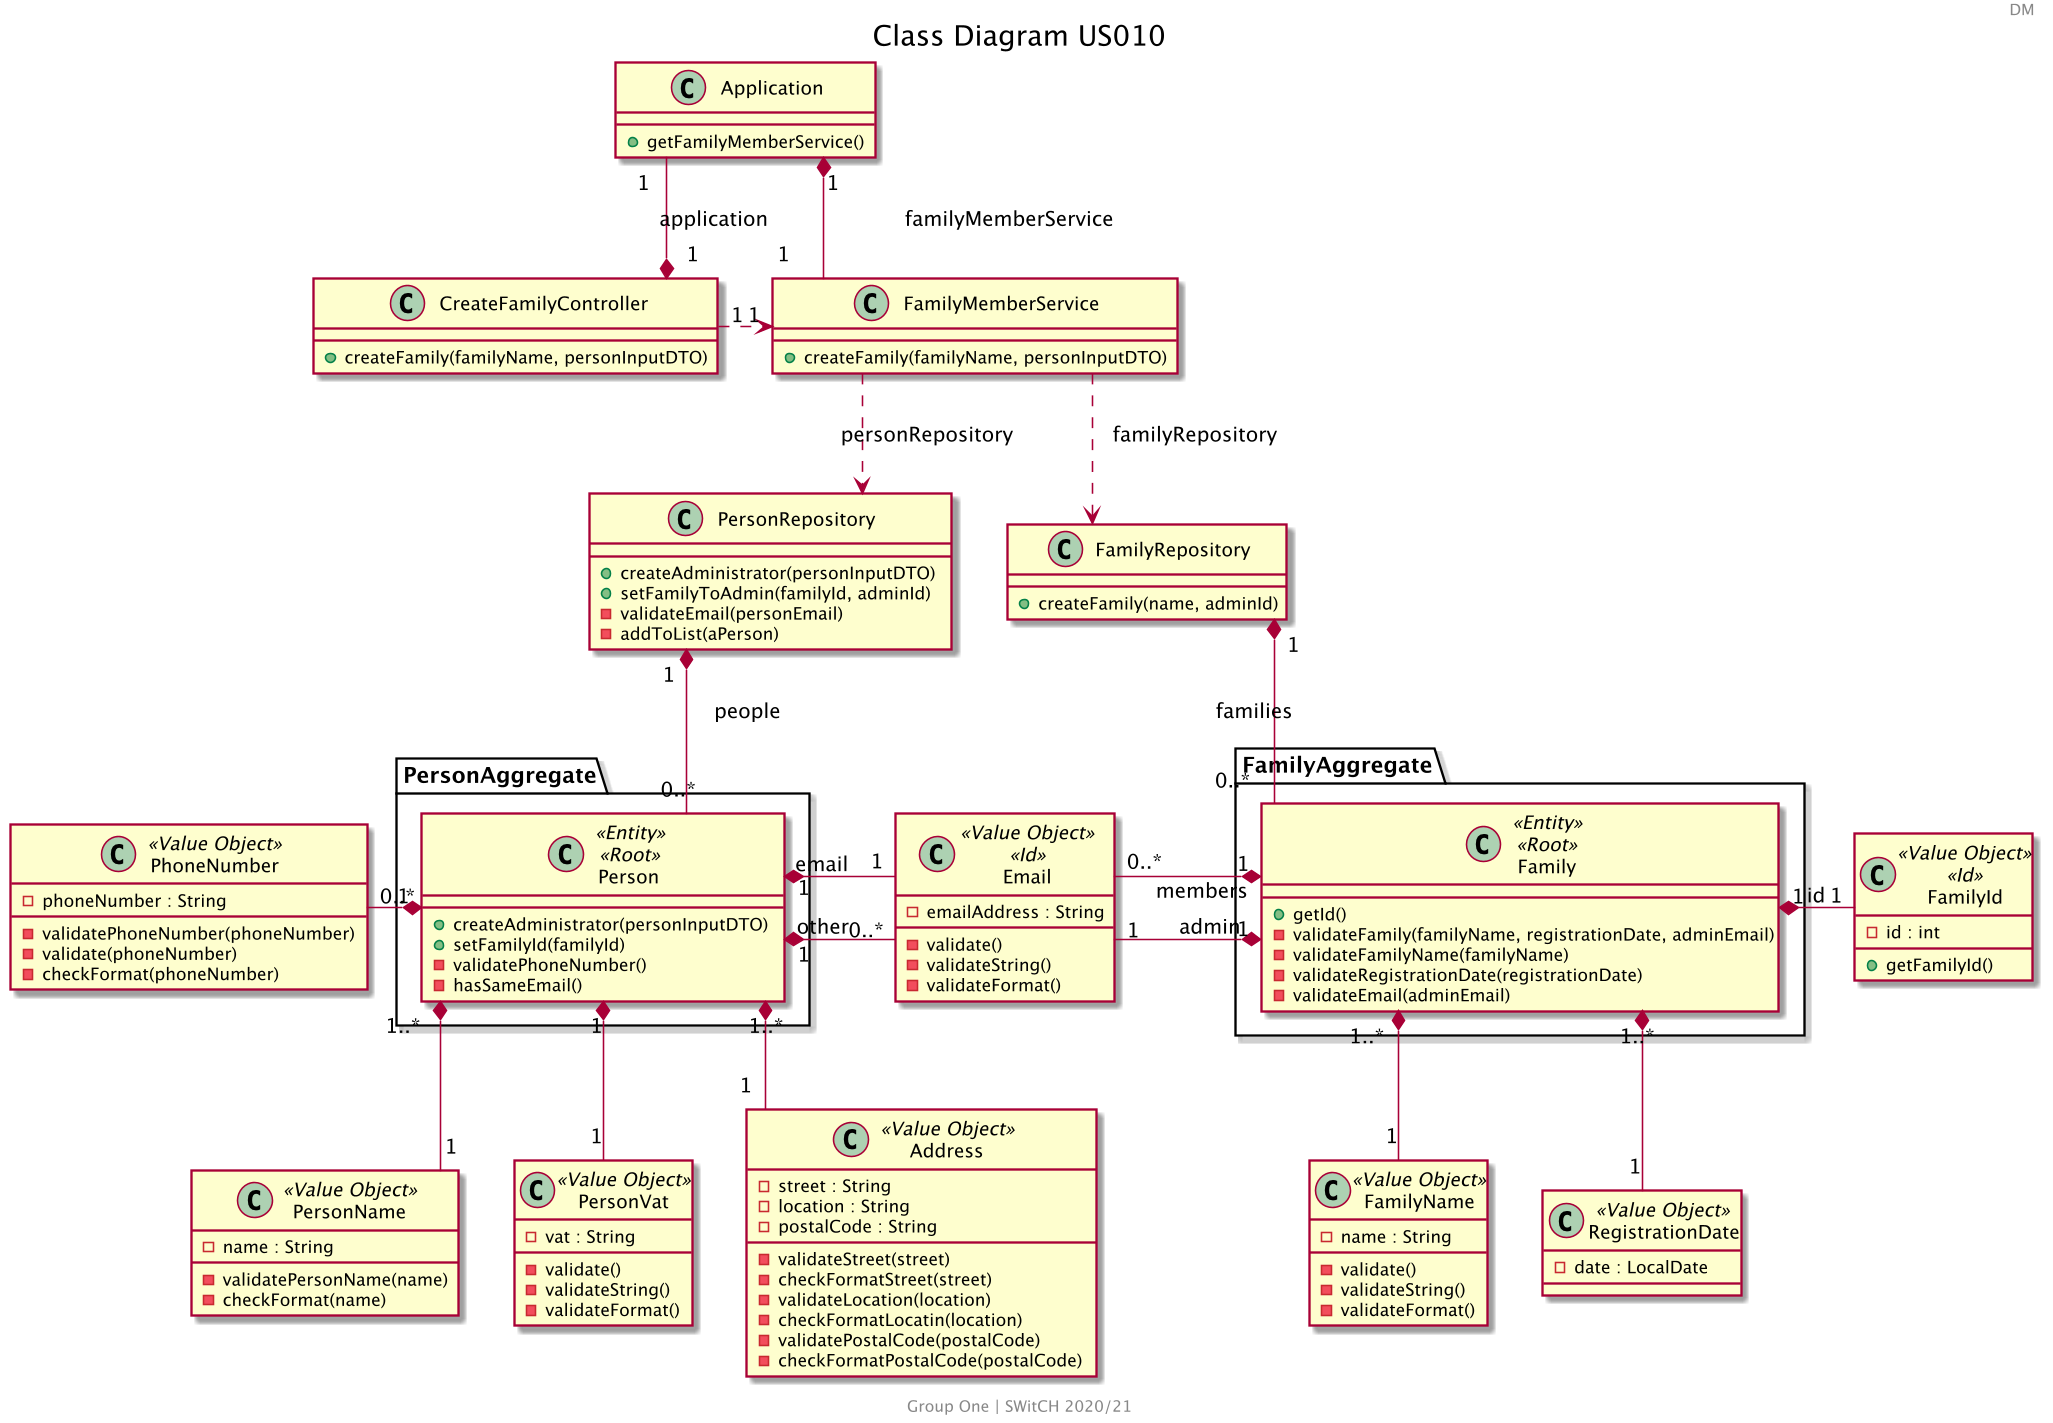 DM
Class Diagram US010
C Application
getFamilyMemberService()
1
1
application
familyMemberService
1
1
C CreateFamilyController
createFamily(familyName, personInputDTO)
1 1
C FamilyMemberService
createFamily(familyName, personInputDTO)
personRepository
familyRepository
C PersonRepository
createAdministrator(personInputDTO)
setFamilyToAdmin(familyId, adminId)
validateEmail(personEmail)
addToList(aPerson)
C FamilyRepository
createFamily(name, adminId)
1
1
people
families
0..*
0..*
PersonAggregate
FamilyAggregate
C «Value Object»
PhoneNumber
phoneNumber : String
validatePhoneNumber(phoneNumber)
validate(phoneNumber)
checkFormat(phoneNumber)
0..*
1
C «Entity»
«Root»
Person
createAdministrator(personInputDTO)
setFamilyId(familyId)
validatePhoneNumber()
hasSameEmail()
email
1
1
other
0..*
1
C «Value Object»
«Id»
Email
emailAddress : String
validate()
validateString()
validateFormat()
0..*
1
members
1
admin
1
C «Entity»
«Root»
Family
getId()
validateFamily(familyName, registrationDate, adminEmail)
validateFamilyName(familyName)
validateRegistrationDate(registrationDate)
validateEmail(adminEmail)
1 id 1
C «Value Object»
«Id»
FamilyId
id : int
getFamilyId()
1..*
1
1..*
1..*
1..*
1
1
1
1
1
C «Value Object»
PersonName
name : String
validatePersonName(name)
checkFormat(name)
C «Value Object»
PersonVat
vat : String
validate()
validateString()
validateFormat()
C «Value Object»
Address
street : String
location : String
postalCode : String
validateStreet(street)
checkFormatStreet(street)
validateLocation(location)
checkFormatLocatin(location)
validatePostalCode(postalCode)
checkFormatPostalCode(postalCode)
C «Value Object»
FamilyName
name : String
validate()
validateString()
validateFormat()
C «Value Object»
RegistrationDate
date : LocalDate
Group One | SWitCH 2020/21